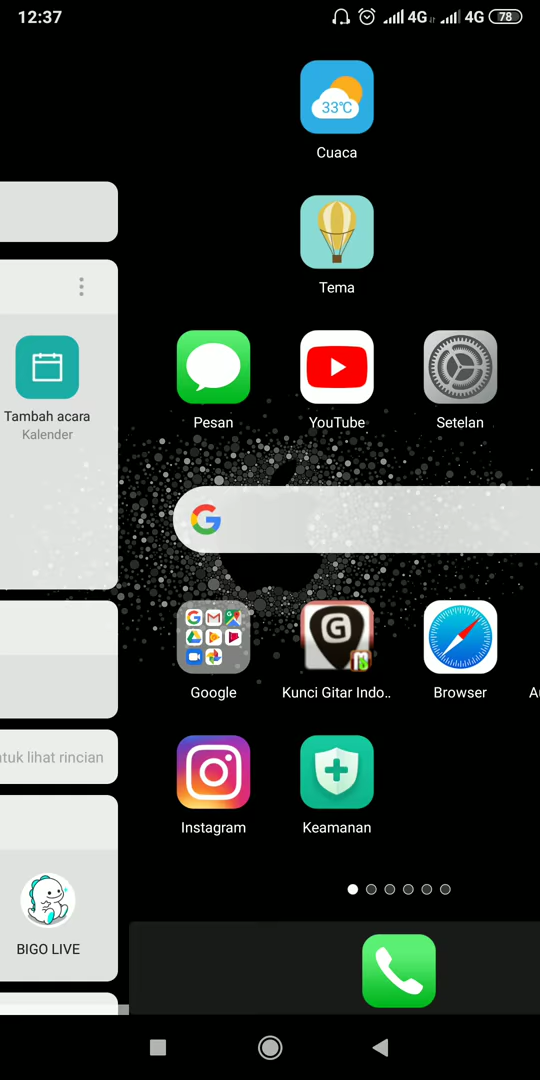 12:37
4G
4G
78
33℃
Cuaca
Tema
Tambah acara
Kalender
Pesan
YouTube
Setelan
G
G
Google
Kunci Gitar Indo..
Browser
Instagram
Keamanan
lihat rincian
BIGO LIVE